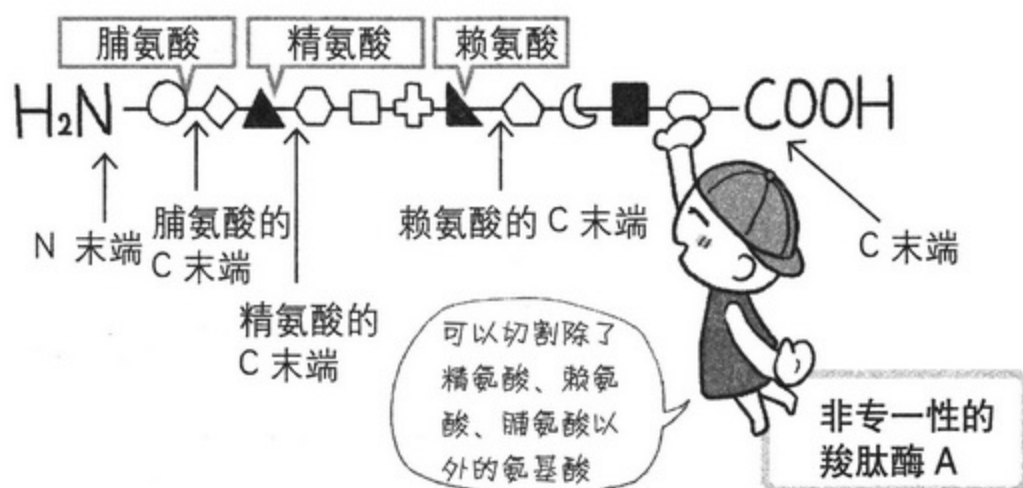 脯氨酸
精氨酸
赖氨酸
H₂N
COOH
N 末端
脯氨酸的
C 末端
精氨酸的
C 末端
赖氨酸的 C 末端
C 末端
可以切割除了
精氨酸、赖氨
酸、脯氨酸以
外的氨基酸
非专一性的
羧肽酶 A